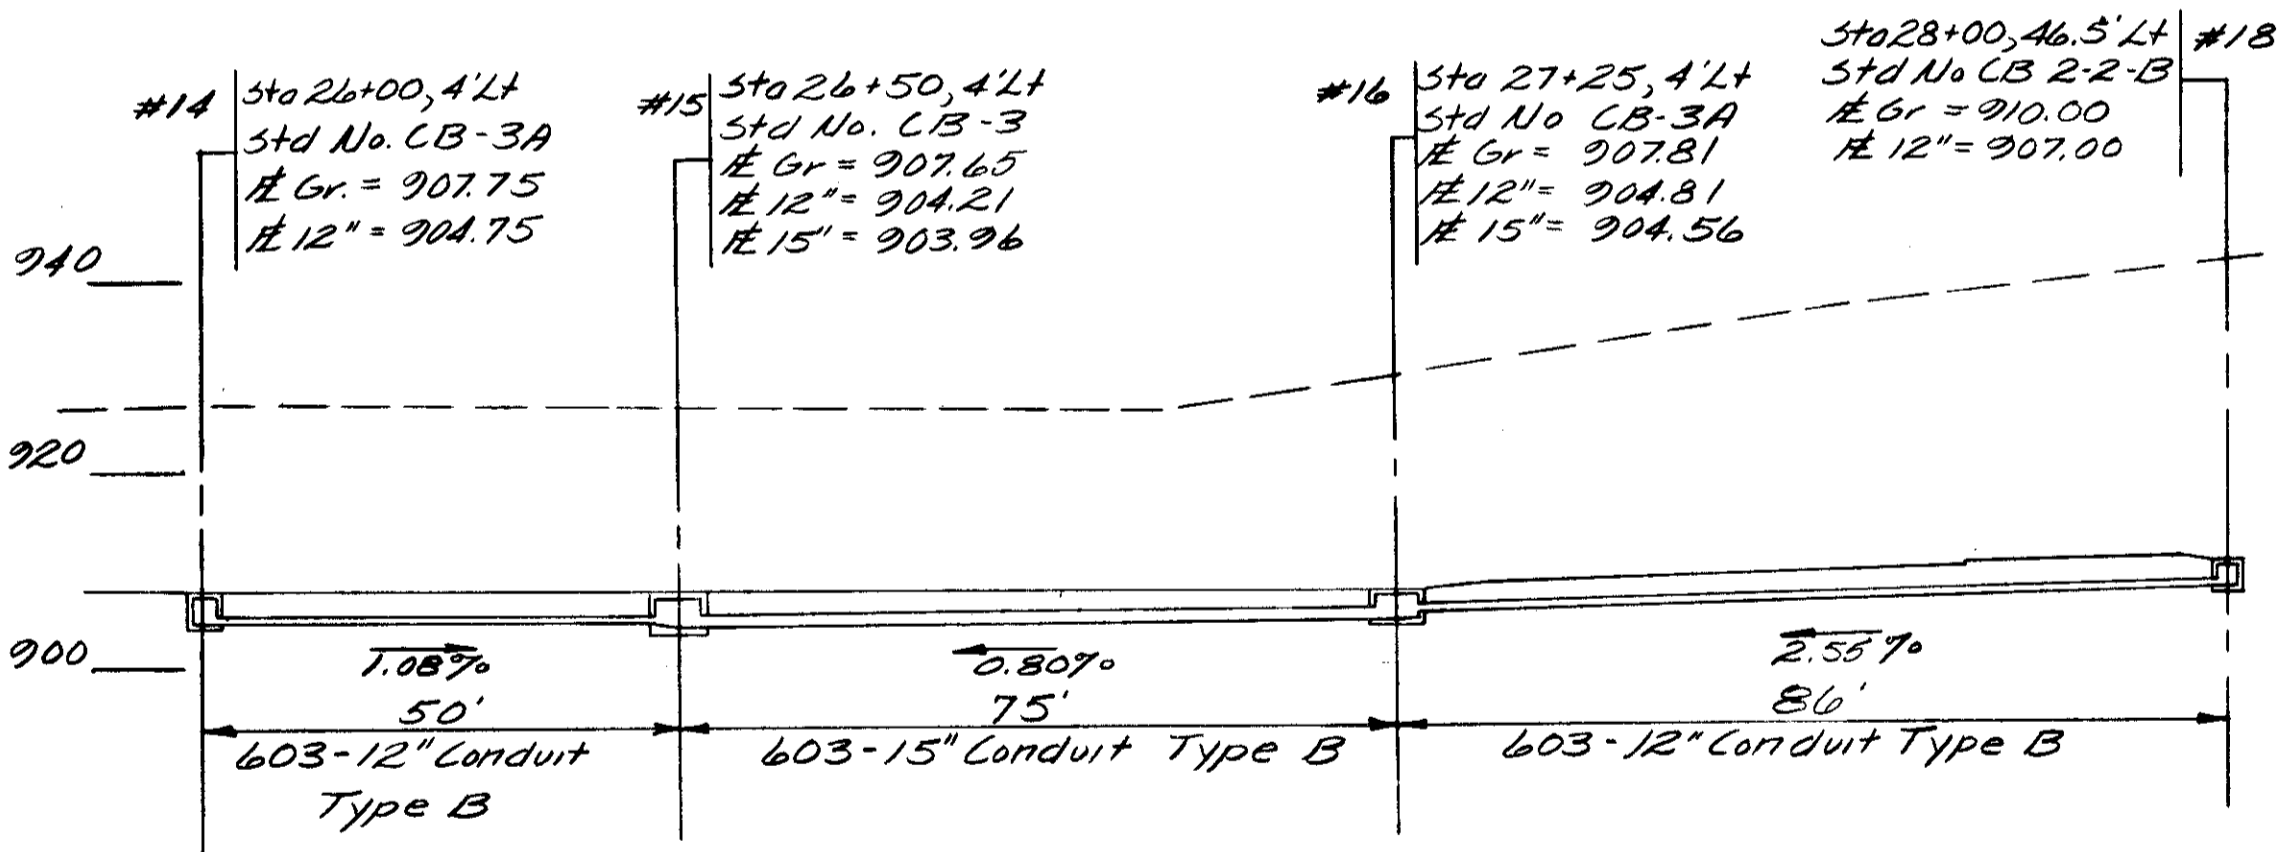 #14
Sta 26+00, 4' Lt
Std No. CB-3A
Gr. = 907.75
12" = 904.75
#15
Sta 26+50, 4' Lt
Std No. CB-3
Gr = 907.65
12" = 904.21
15" = 903.96
#16
Sta 27+25, 4' Lt
Std No CB-3A
Gr = 907.81
12" = 904.81
15" = 904.56
Sta 28+00, 46.5' Lt
#18
Std No CB 2-2-B
Gr = 910.00
12" = 907.00
940
920
900
1.08%
0.80%
2.55%
50'
75'
86'
603-12" Conduit
Type B
603-15" Conduit Type B
603-12" Conduit Type B